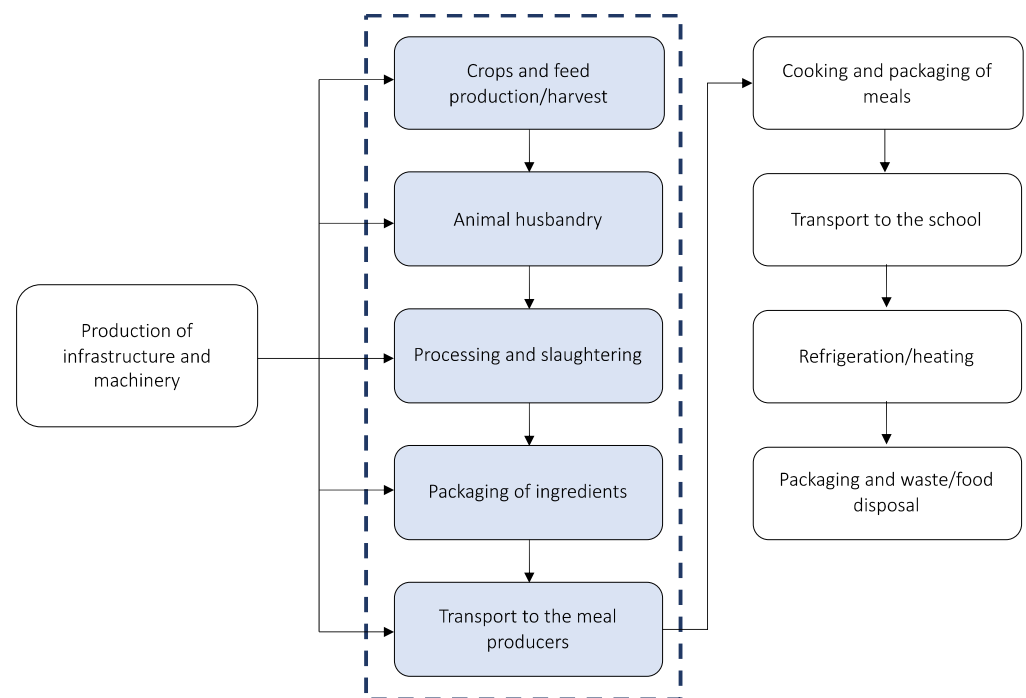 Production of
infrastructure and
machinery
Crops and feed
production/harvest
Animal husbandry
Processing and slaughtering
Packaging of ingredients
Transport to the meal
producers
Cooking and packaging of
meals
Transport to the school
Refrigeration/heating
Packaging and waste/food
disposal